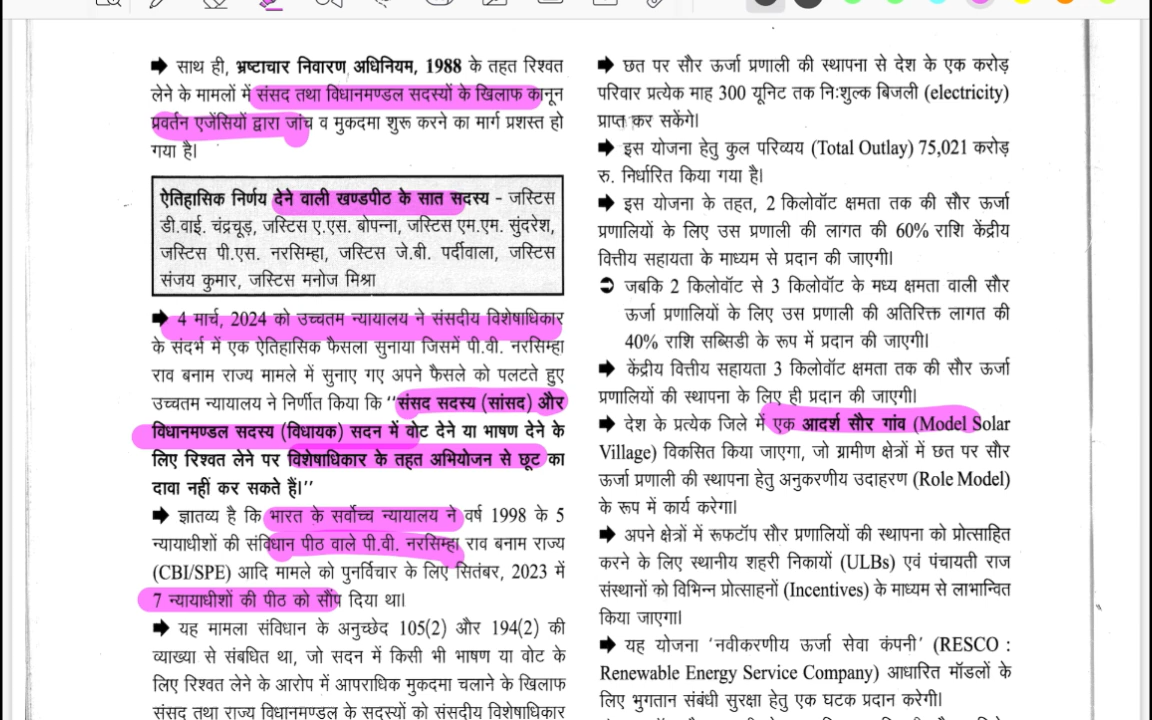 ➡ साथ ही, भ्रष्टाचार निवारण अधिनियम, 1988 के तहत रिश्वत
लेने के मामलों में संसद तथा विधानमण्डल सदस्यों के खिलाफ कानून
प्रवर्तन एजेंसियों द्वारा जांच व मुकदमा शुरू करने का मार्ग प्रशस्त हो
गया है।
ऐतिहासिक निर्णय देने वाली खण्डपीठ के सात सदस्य - जस्टिस
डी.वाई. चंद्रचूड़, जस्टिस ए.एस. बोपन्ना, जस्टिस एम.एम. सुंदरेश,
जस्टिस पी.एस. नरसिम्हा, जस्टिस जे.बी. पर्दीवाला, जस्टिस
संजय कुमार, जस्टिस मनोज मिश्रा
➡ 4 मार्च, 2024 को उच्चतम न्यायालय ने संसदीय विशेषाधिकार
के संदर्भ में एक ऐतिहासिक फैसला सुनाया जिसमें पी.वी. नरसिम्हा
राव बनाम राज्य मामले में सुनाए गए अपने फैसले को पलटते हुए
उच्चतम न्यायालय ने निर्णीत किया कि ‘‘संसद सदस्य (सांसद) और
विधानमण्डल सदस्य (विधायक) सदन में वोट देने या भाषण देने के
लिए रिश्वत लेने पर विशेषाधिकार के तहत अभियोजन से छूट का
दावा नहीं कर सकते हैं।’’
➡ ज्ञातव्य है कि भारत के सर्वोच्च न्यायालय ने वर्ष 1998 के 5
न्यायाधीशों की संविधान पीठ वाले पी.वी. नरसिम्हा राव बनाम राज्य
(CBI/SPE) आदि मामले को पुनर्विचार के लिए सितंबर, 2023 में
7 न्यायाधीशों की पीठ को सौंप दिया था।
➡ यह मामला संविधान के अनुच्छेद 105(2) और 194(2) की
व्याख्या से संबंधित था, जो सदन में किसी भी भाषण या वोट के
लिए रिश्वत लेने के आरोप में आपराधिक मुकदमा चलाने के खिलाफ
संसद तथा राज्य विधानमण्डल के सदस्यों को संसदीय विशेषाधिकार
➡ छत पर सौर ऊर्जा प्रणाली की स्थापना से देश के एक करोड़
परिवार प्रत्येक माह 300 यूनिट तक निःशुल्क बिजली (electricity)
प्राप्त कर सकेंगे।
➡ इस योजना हेतु कुल परिव्यय (Total Outlay) 75,021 करोड़
रु. निर्धारित किया गया है।
➡ इस योजना के तहत, 2 किलोवॉट क्षमता तक की सौर ऊर्जा
प्रणालियों के लिए उस प्रणाली की लागत की 60% राशि केंद्रीय
वित्तीय सहायता के माध्यम से प्रदान की जाएगी।
➲ जबकि 2 किलोवॉट से 3 किलोवॉट के मध्य क्षमता वाली सौर
ऊर्जा प्रणालियों के लिए उस प्रणाली की अतिरिक्त लागत की
40% राशि सब्सिडी के रूप में प्रदान की जाएगी।
➡ केंद्रीय वित्तीय सहायता 3 किलोवॉट क्षमता तक की सौर ऊर्जा
प्रणालियों की स्थापना के लिए ही प्रदान की जाएगी।
➡ देश के प्रत्येक जिले में एक आदर्श सौर गांव (Model Solar
Village) विकसित किया जाएगा, जो ग्रामीण क्षेत्रों में छत पर सौर
ऊर्जा प्रणाली की स्थापना हेतु अनुकरणीय उदाहरण (Role Model)
के रूप में कार्य करेगा।
➡ अपने क्षेत्रों में रूफटॉप सौर प्रणालियों की स्थापना को प्रोत्साहित
करने के लिए स्थानीय शहरी निकायों (ULBs) एवं पंचायती राज
संस्थानों को विभिन्न प्रोत्साहनों (Incentives) के माध्यम से लाभान्वित
किया जाएगा।
➡ यह योजना ‘नवीकरणीय ऊर्जा सेवा कंपनी’ (RESCO :
Renewable Energy Service Company) आधारित मॉडलों के
लिए भुगतान संबंधी सुरक्षा हेतु एक घटक प्रदान करेगी।